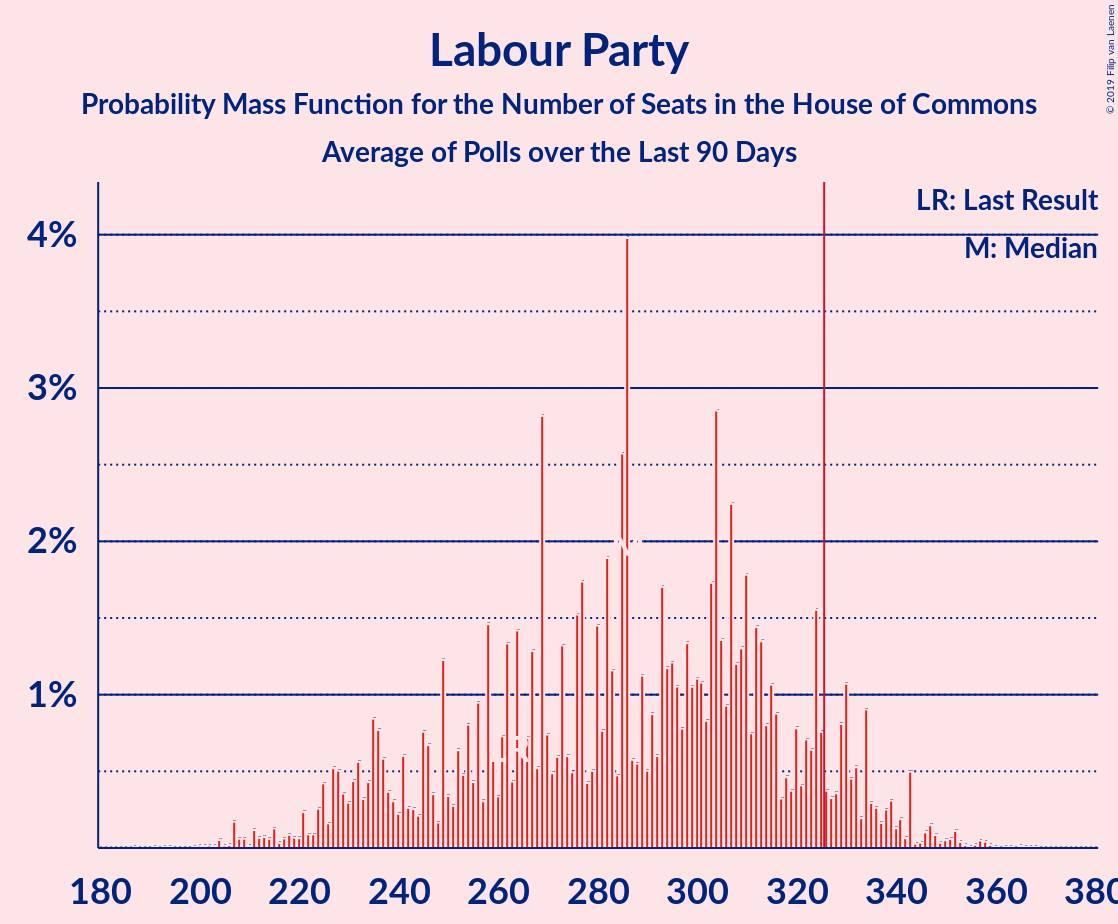 Labour Party
Probability Mass Function for the Number of Seats in the House of Commons
Average of Polls over the Last 90 Days
© 2019 Filip van Laenen
LR: Last Result
M: Median
4%
3%
2%
1%
M
LR
180 200 220 240 260 280 300 320 340 360 380